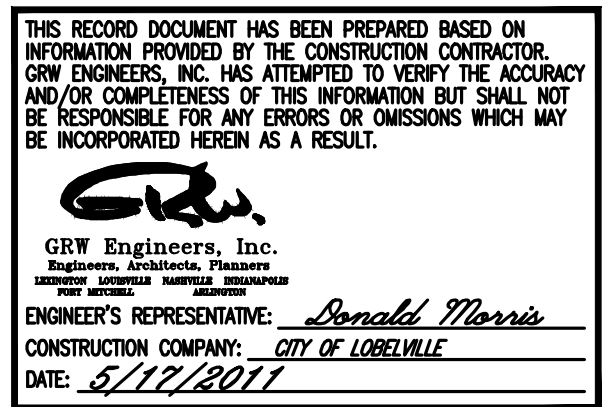 THIS RECORD DOCUMENT HAS BEEN PREPARED BASED ON
INFORMATION PROVIDED BY THE CONSTRUCTION CONTRACTOR.
GRW ENGINEERS, INC. HAS ATTEMPTED TO VERIFY THE ACCURACY
AND/OR COMPLETENESS OF THIS INFORMATION BUT SHALL NOT
BE RESPONSIBLE FOR ANY ERRORS OR OMISSIONS WHICH MAY
BE INCORPORATED HEREIN AS A RESULT.
GRW.
GRW Engineers, Inc.
Engineers, Architects, Planners
LEXINGTON LOUISVILLE NASHVILLE INDIANAPOLIS
FORT MITCHELL ARLINGTON
ENGINEER'S REPRESENTATIVE: Donald Morris
CONSTRUCTION COMPANY: CITY OF LOBELVILLE
DATE: 5/17/2011